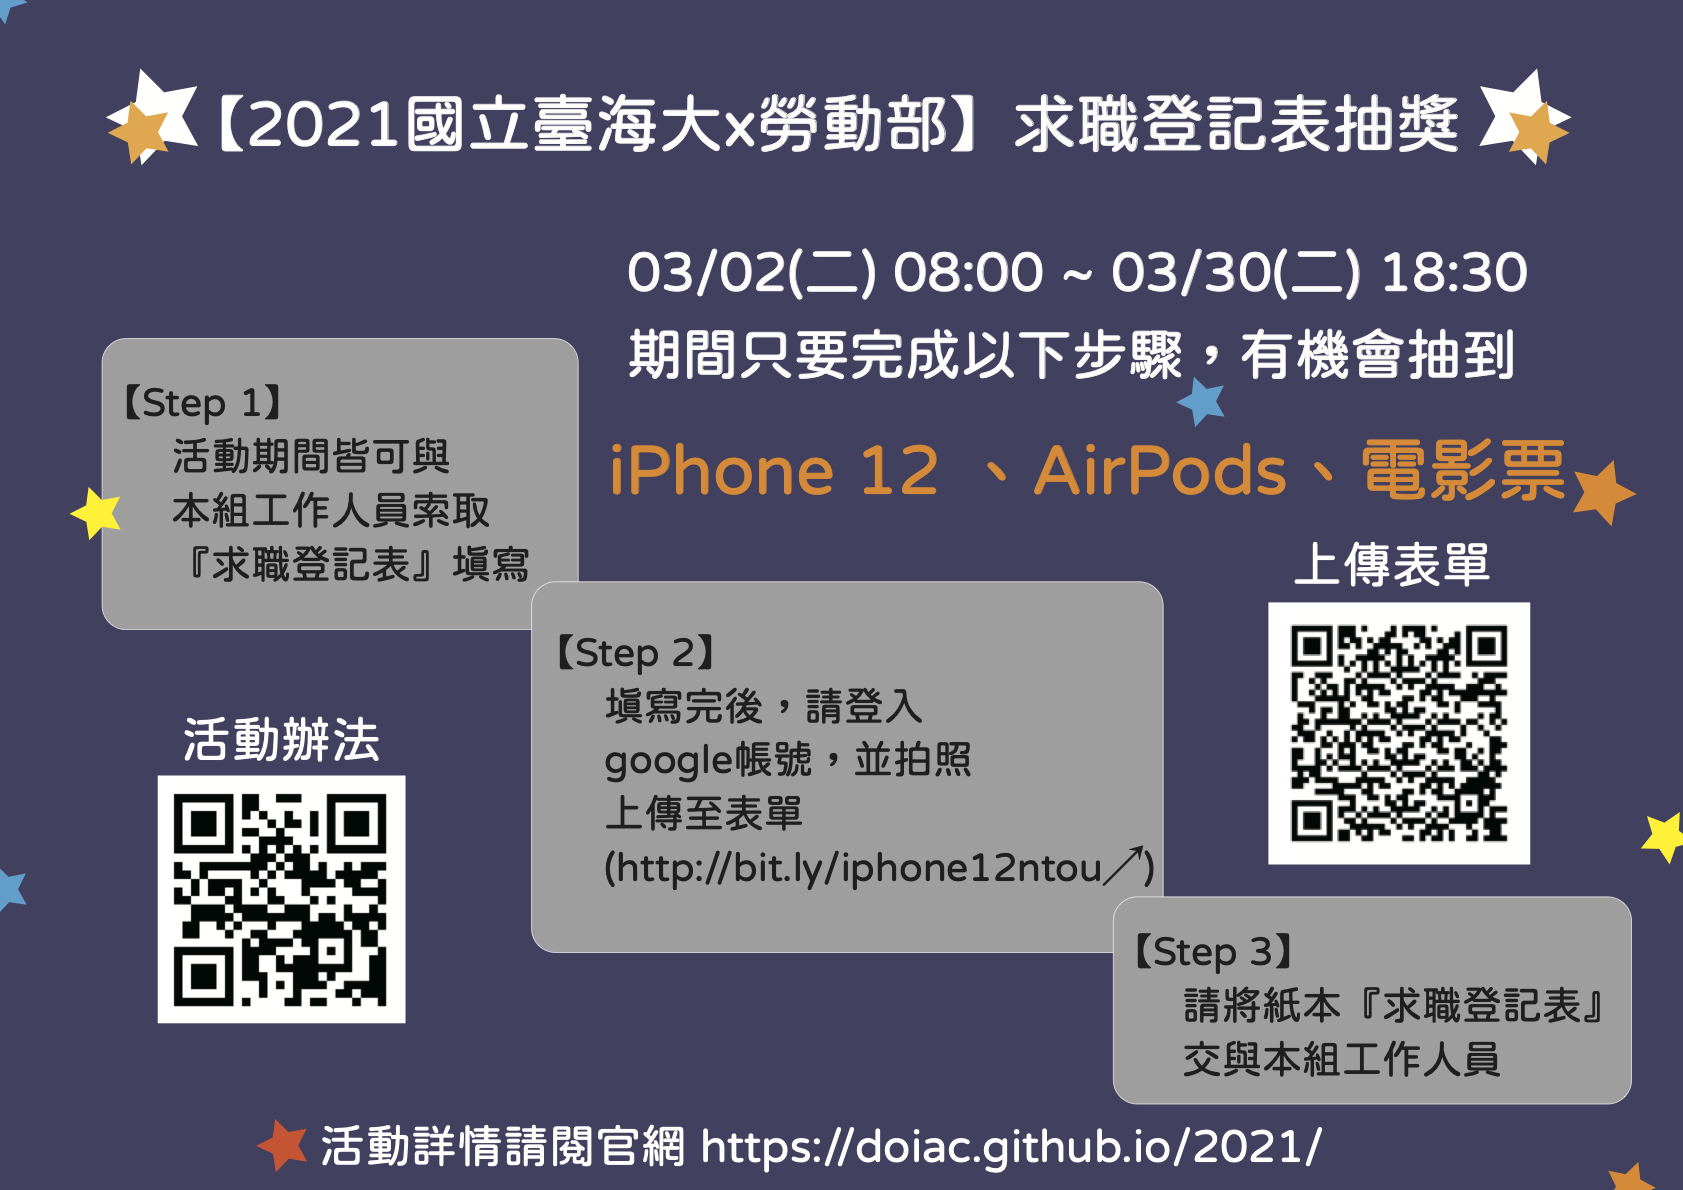 【2021國立臺海大x勞動部】求職登記表抽獎
03/02(二) 08:00 ~ 03/30(二) 18:30
期間只要完成以下步驟，有機會抽到
iPhone 12 、AirPods、電影票
【Step 1】
活動期間皆可與
本組工作人員索取
『求職登記表』填寫
【Step 2】
填寫完後，請登入
google帳號，並拍照
上傳至表單
(http://bit.ly/iphone12ntou↗)
上傳表單
活動辦法
【Step 3】
請將紙本『求職登記表』
交與本組工作人員
活動詳情請閱官網 https://doiac.github.io/2021/